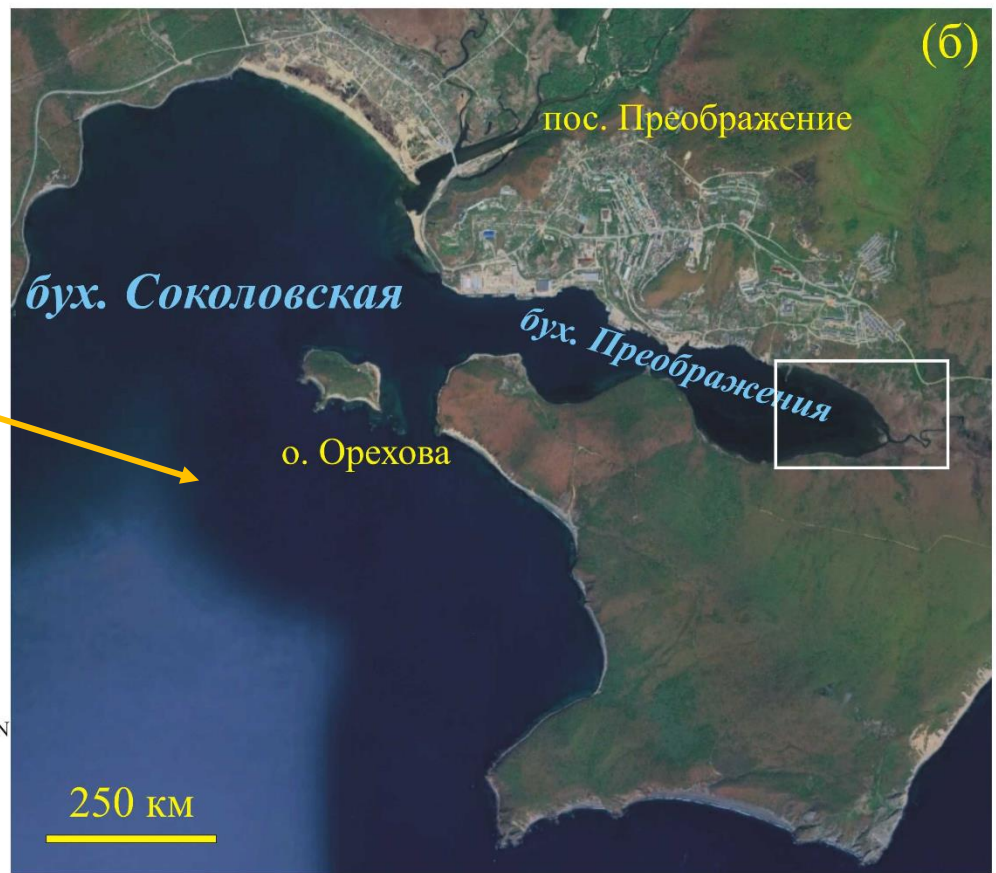 (б)
пос. Преображение
бух. Соколовская
бух. Преображения
о. Орехова
N
250 км